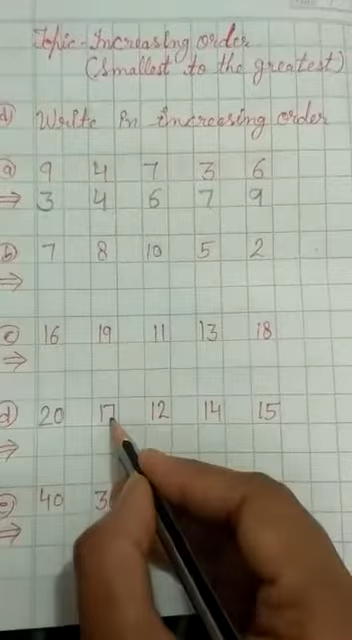 Topic-Increasing order
(Smallest to the greatest)
d) Write in increasing order
a) 9 4 7 3 6
⇒ 3 4 6 7 9
b) 7 8 10 5 2
⇒
c) 16 19 11 13 18
⇒
d) 20 17 12 14 15
⇒
e) 40 3
⇒